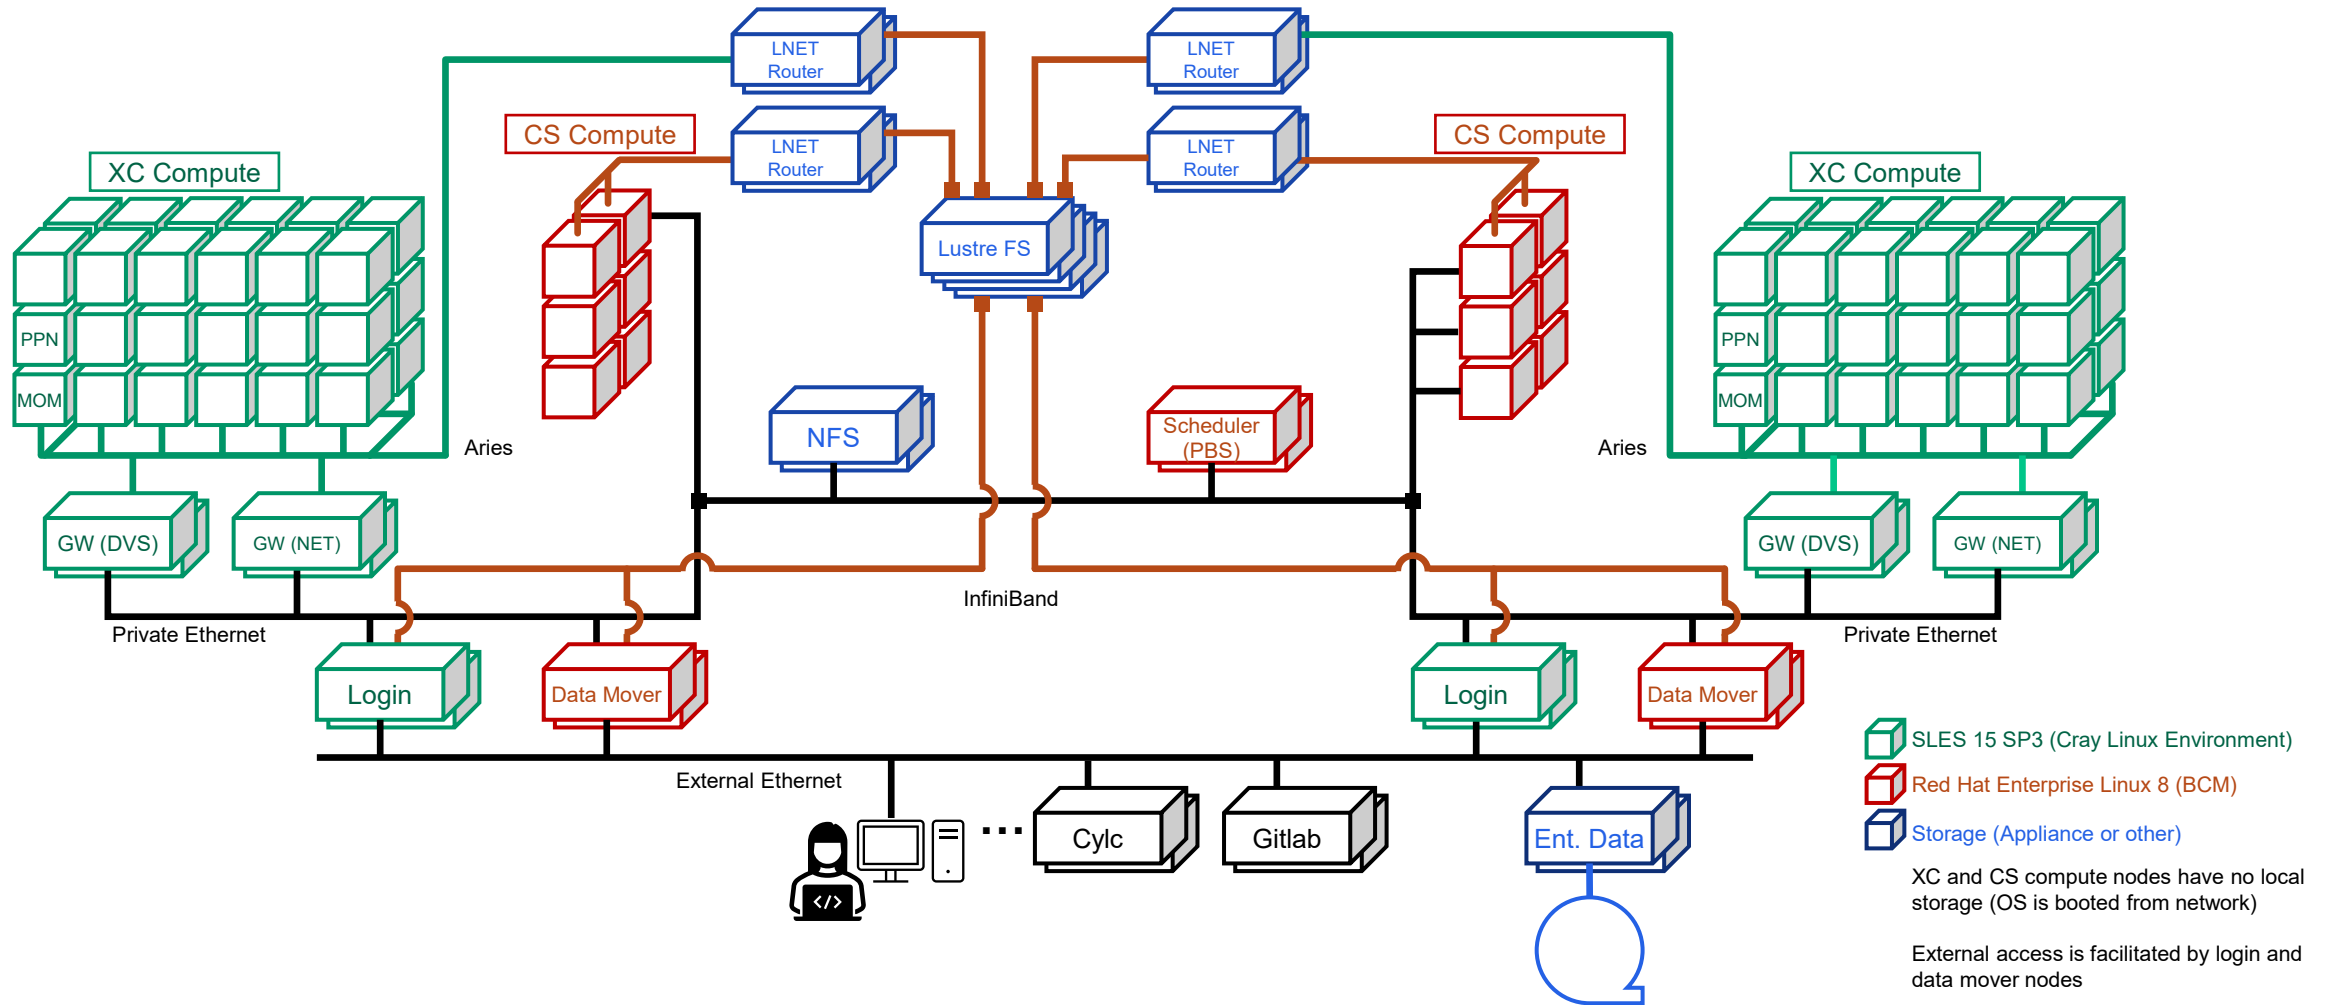 LNET
Router
LNET
Router
CS Compute
LNET
Router
LNET
Router
CS Compute
XC Compute
XC Compute
Lustre FS
PPN
MOM
PPN
MOM
NFS
Scheduler
(PBS)
Aries
Aries
GW (DVS)
GW (NET)
GW (DVS)
GW (NET)
InfiniBand
Private Ethernet
Private Ethernet
Login
Data Mover
Login
Data Mover
External Ethernet
SLES 15 SP3 (Cray Linux Environment)
Red Hat Enterprise Linux 8 (BCM)
Storage (Appliance or other)
</>
...
Cylc
Gitlab
Ent. Data
XC and CS compute nodes have no local
storage (OS is booted from network)
External access is facilitated by login and
data mover nodes